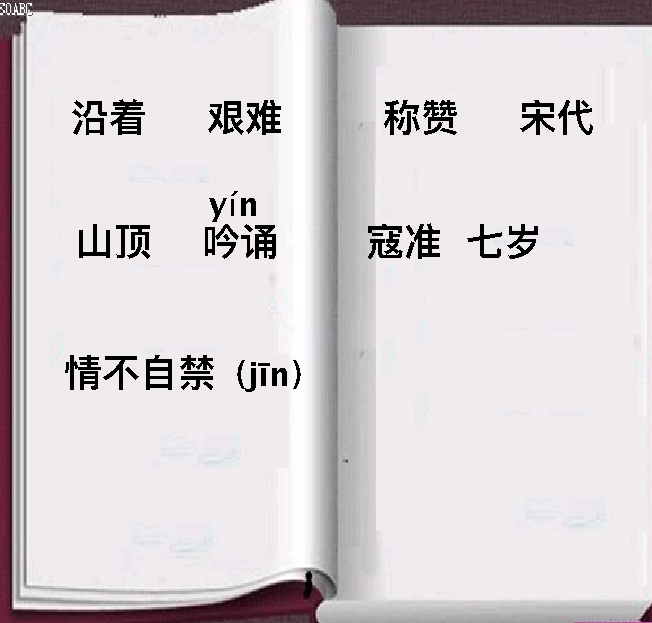 SOABC
沿着 艰难 称赞 宋代
yín
山顶 吟诵 寇准 七岁
情不自禁 (jīn)